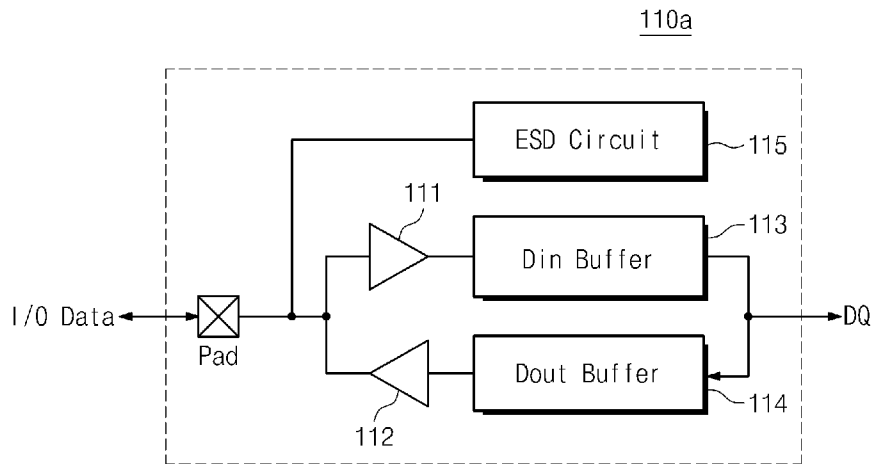 110a
ESD Circuit
115
111
113
Din Buffer
I/O Data
Pad
DQ
Dout Buffer
112
114